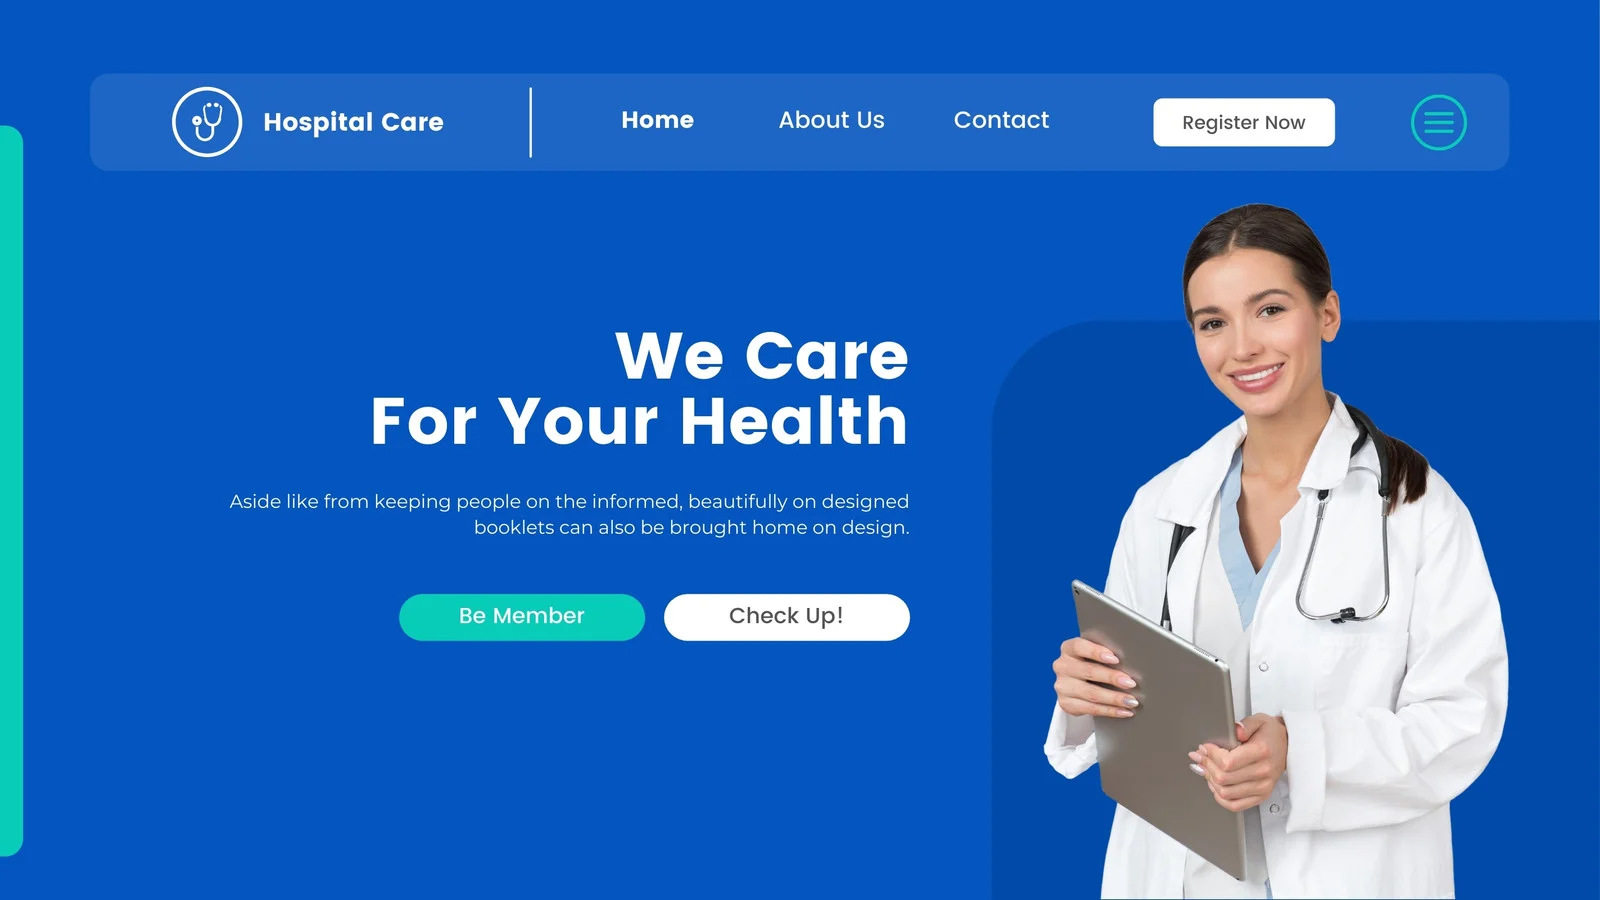 Hospital Care
Home
About Us
Contact
Register Now
We Care
For Your Health
Aside like from keeping people on the informed, beautifully on designed
booklets can also be brought home on design.
Be Member
Check Up!